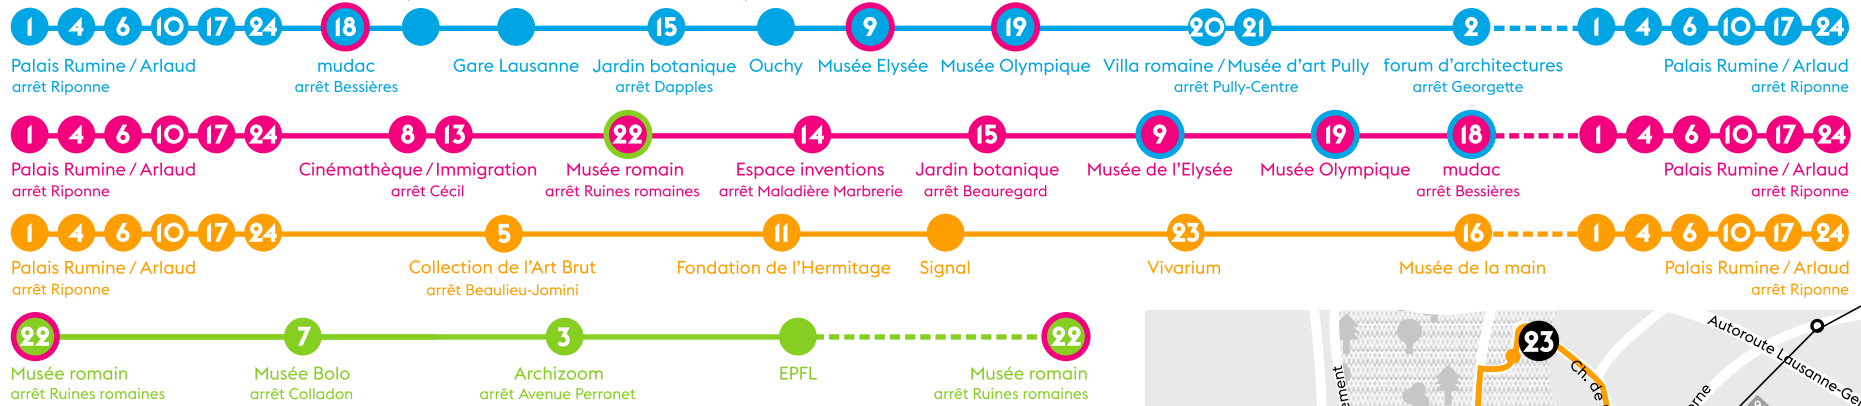 1 4 6 10 17 24 18 15 9 19 20 21 2 1 4 6 10 17 24
Palais Rumine / Arlaud mudac Gare Lausanne Jardin botanique Ouchy Musée Elysée Musée Olympique Villa romaine / Musée d'art Pully forum d'architectures Palais Rumine / Arlaud
arrêt Riponne arrêt Bessières arrêt Dapples arrêt Pully-Centre arrêt Georgette arrêt Riponne
1 4 6 10 17 24 8 13 22 14 15 9 19 18 1 4 6 10 17 24
Palais Rumine / Arlaud Cinémathèque / Immigration Musée romain Espace inventions Jardin botanique Musée de l'Elysée Musée Olympique mudac Palais Rumine / Arlaud
arrêt Riponne arrêt Cécil arrêt Ruines romaines arrêt Maladière Marbrerie arrêt Beauregard arrêt Bessières arrêt Riponne
1 4 6 10 17 24 5 11 23 16 1 4 6 10 17 24
Palais Rumine / Arlaud Collection de l'Art Brut Fondation de l'Hermitage Signal Vivarium Musée de la main Palais Rumine / Arlaud
arrêt Riponne arrêt Beaulieu-Jomini arrêt Riponne
22 7 3 22
Musée romain Musée Bolo Archizoom EPFL Musée romain
arrêt Ruines romaines arrêt Colladon arrêt Avenue Perronet arrêt Ruines romaines
23
Autoroute Lausanne-Ge
Ch. de